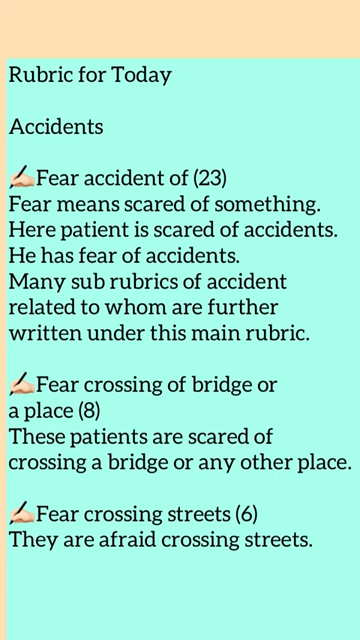 Rubric for Today
Accidents
✍🏻Fear accident of (23)
Fear means scared of something.
Here patient is scared of accidents.
He has fear of accidents.
Many sub rubrics of accident
related to whom are further
written under this main rubric.
✍🏻Fear crossing of bridge or
a place (8)
These patients are scared of
crossing a bridge or any other place.
✍🏻Fear crossing streets (6)
They are afraid crossing streets.